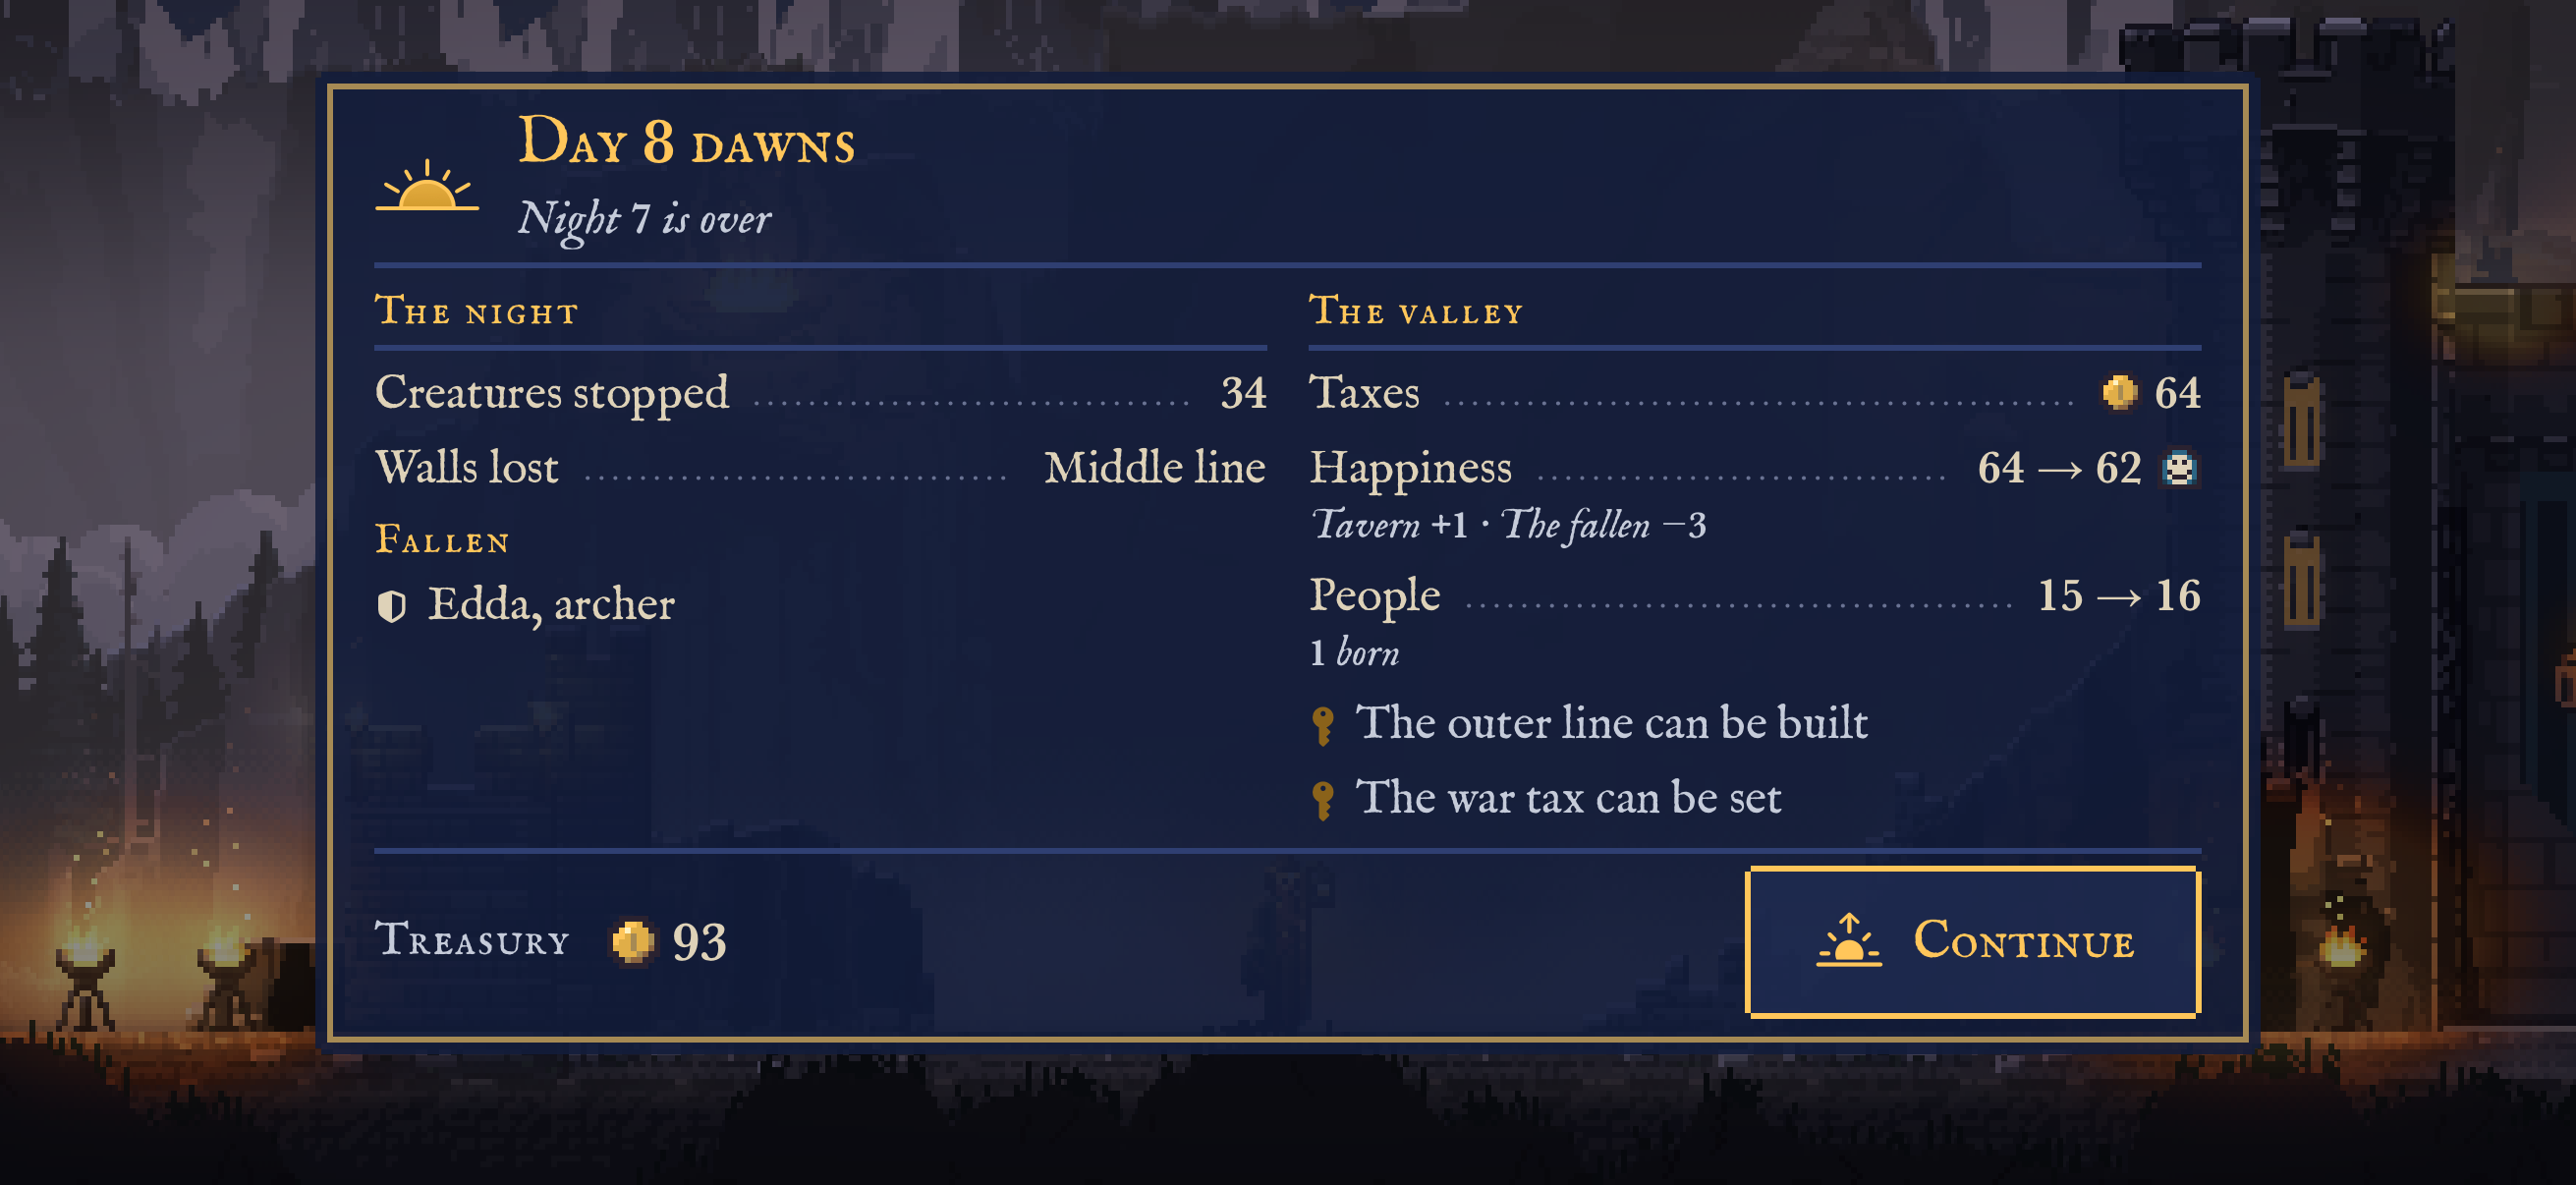 Day 8 dawns
Night 7 is over
The night
Creatures stopped 34
Walls lost Middle line
Fallen
Edda, archer
The valley
Taxes 64
Happiness 64 → 62
Tavern +1 · The fallen −3
People 15 → 16
1 born
The outer line can be built
The war tax can be set
Treasury 93
Continue